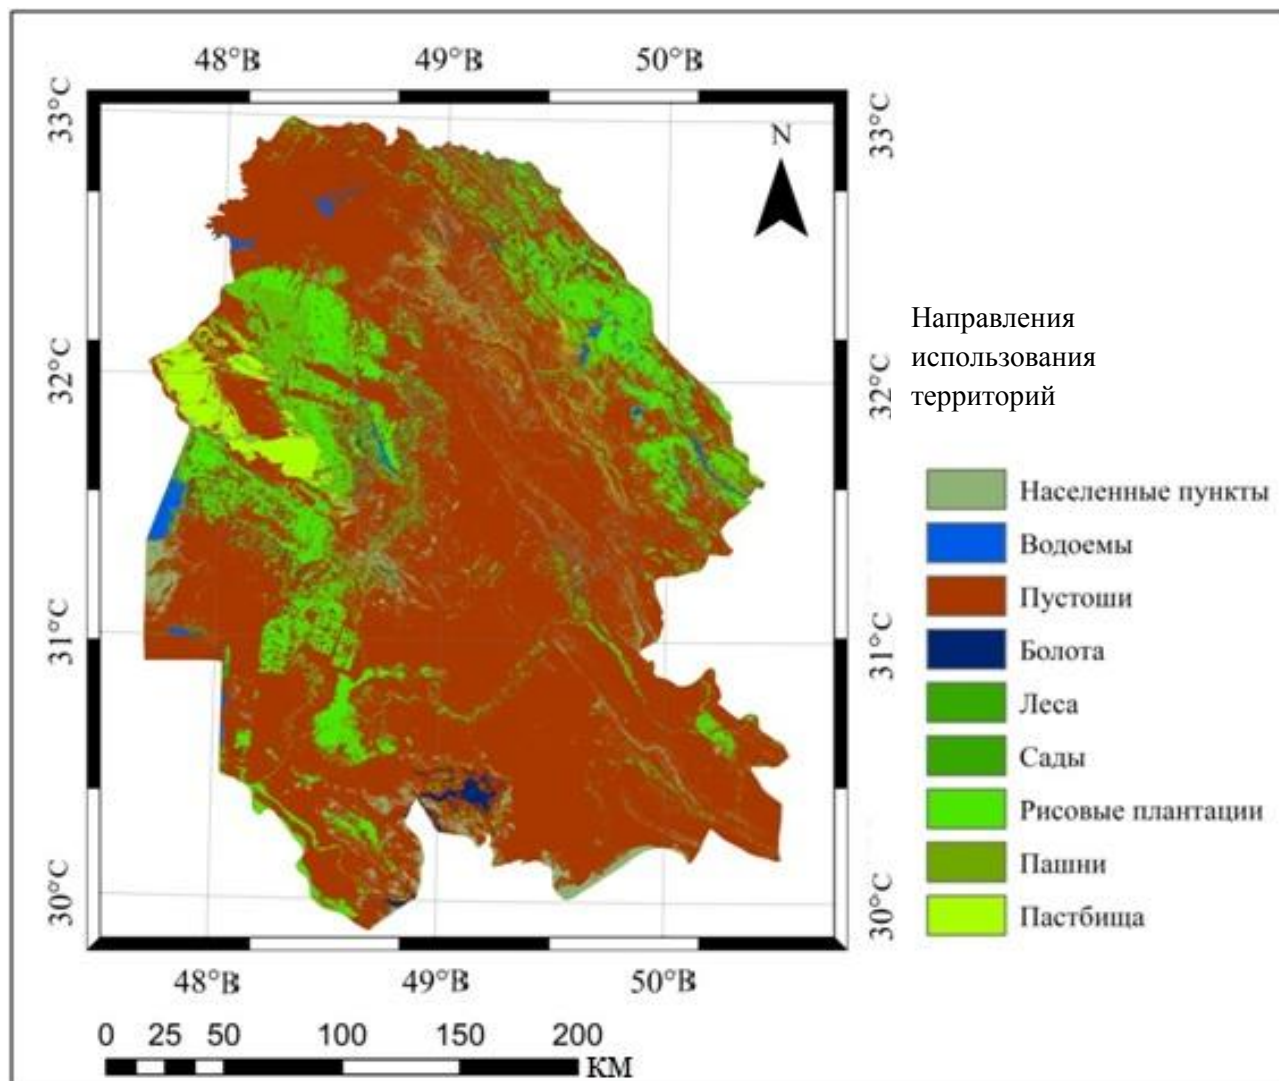 48°В 49°В 50°В
33°С
33°С
N
32°С
32°С
31°С
31°С
30°С
30°С
48°В 49°В 50°В
0 25 50 100 150 200
КМ
Направления
использования
территорий
Населенные пункты
Водоемы
Пустоши
Болота
Леса
Сады
Рисовые плантации
Пашни
Пастбища